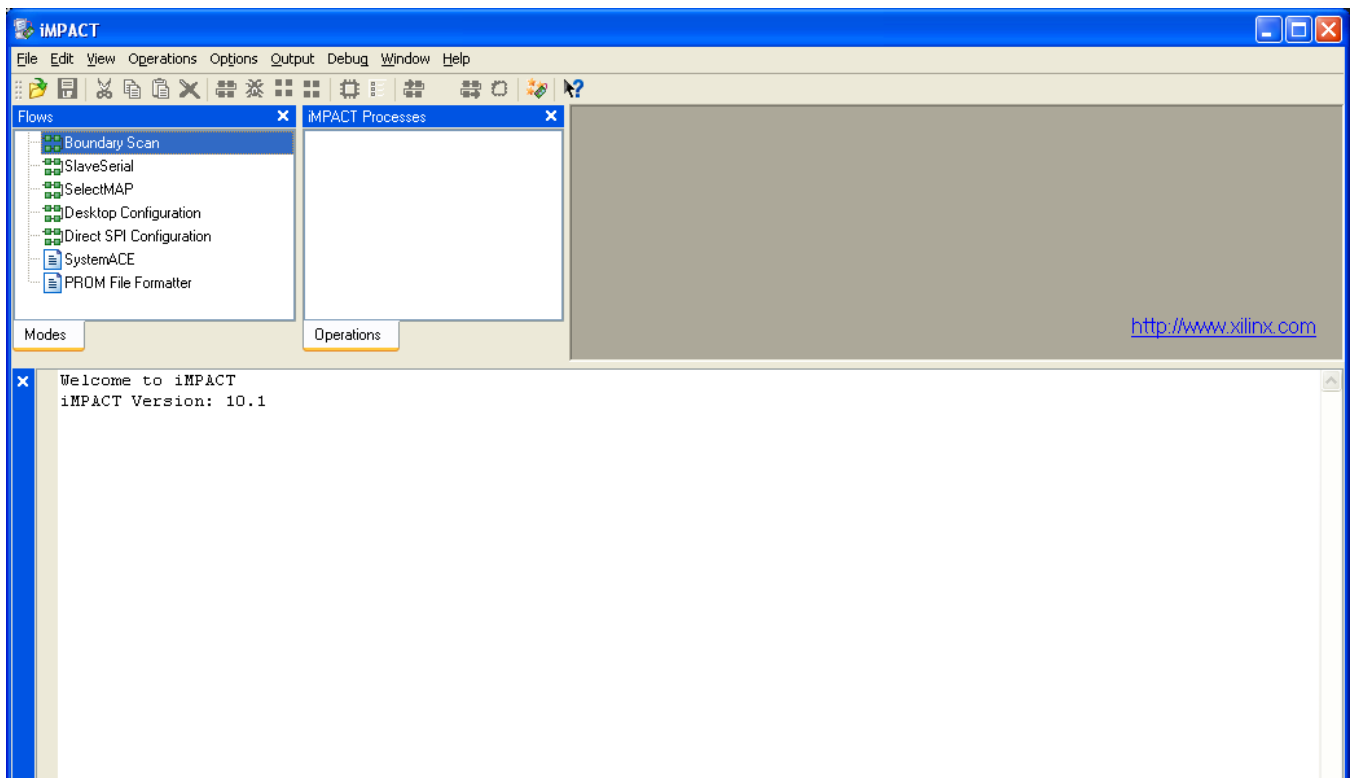 iMPACT
File Edit View Operations Options Output Debug Window Help
Flows
iMPACT Processes
Boundary Scan
SlaveSerial
SelectMAP
Desktop Configuration
Direct SPI Configuration
SystemACE
PROM File Formatter
Modes
Operations
http://www.xilinx.com
Welcome to iMPACT
iMPACT Version: 10.1